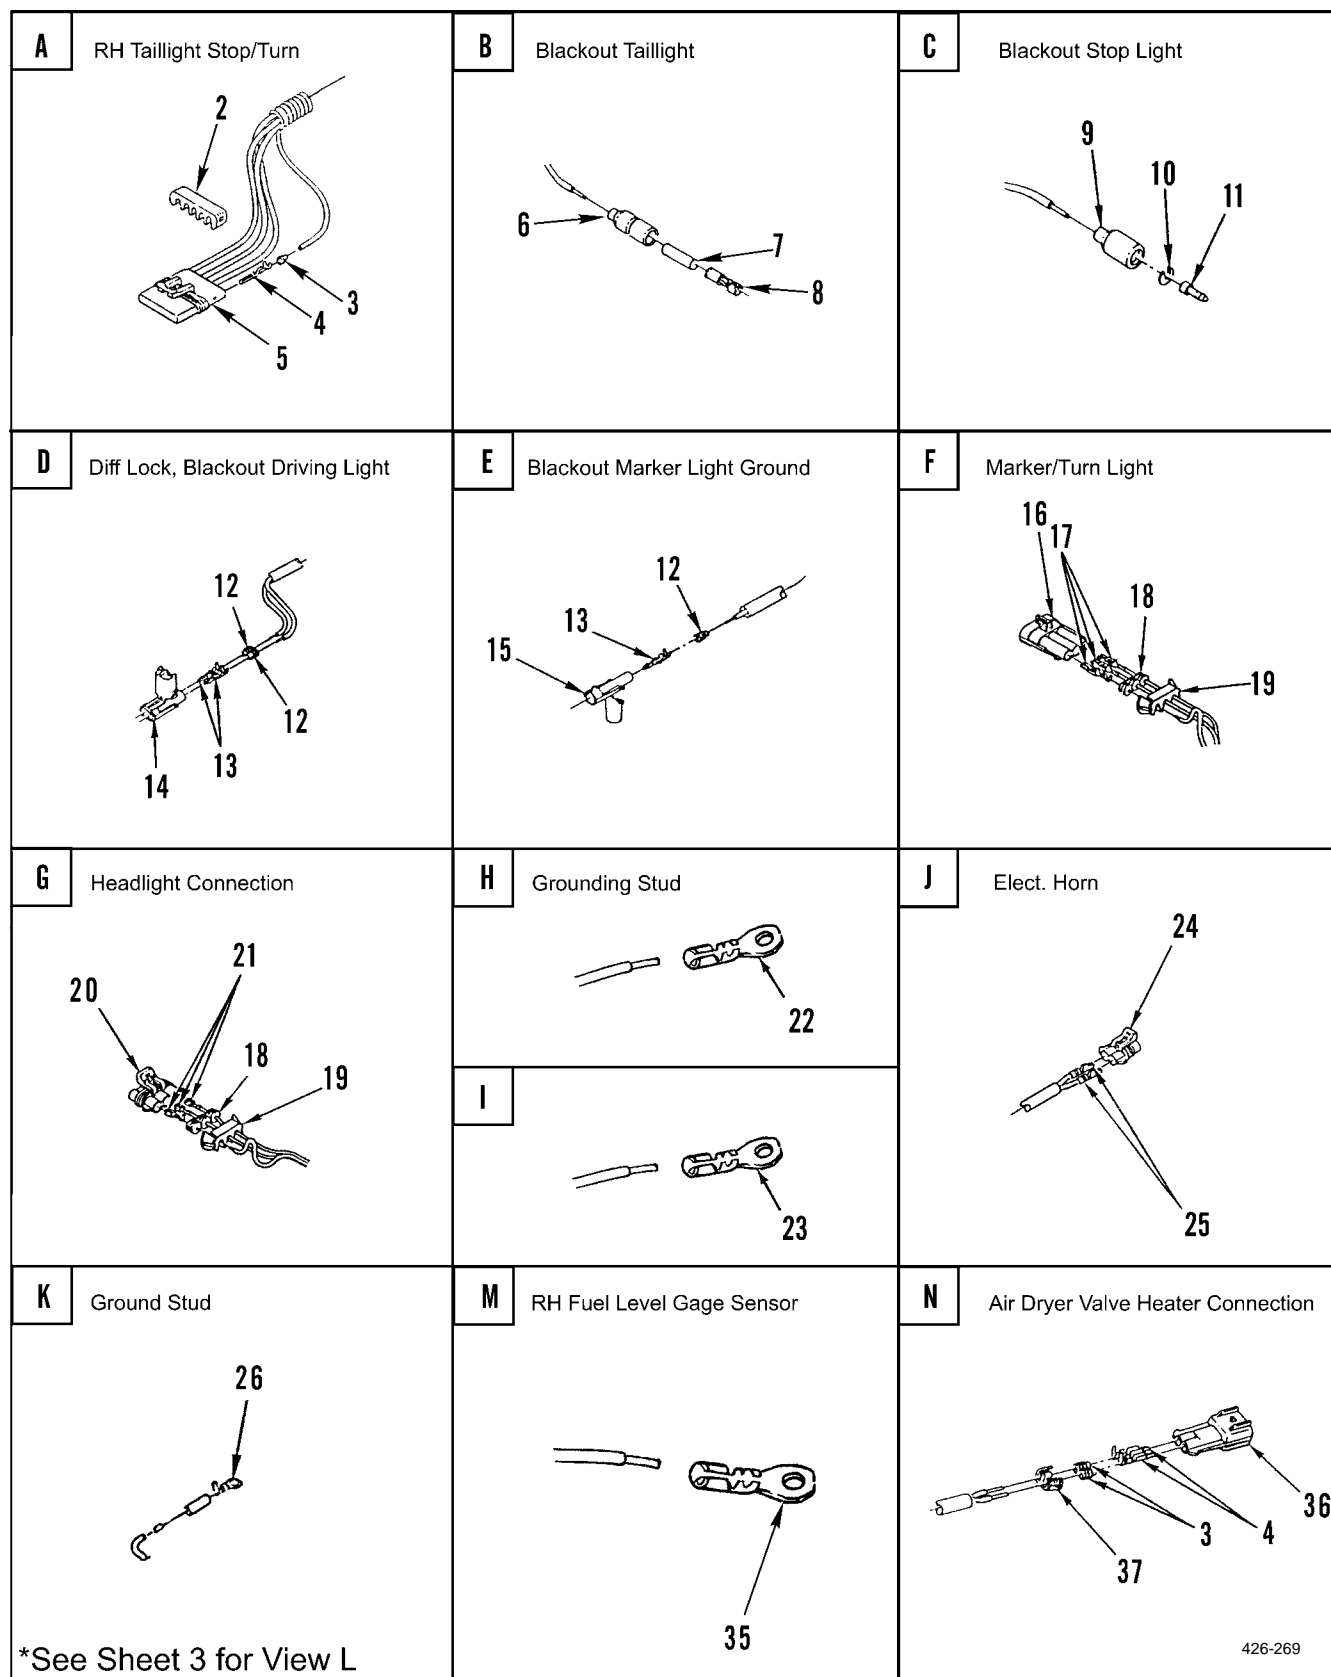 A RH Taillight Stop/Turn
2
3
4
5
B Blackout Taillight
6
7
8
C Blackout Stop Light
9
10
11
D Diff Lock, Blackout Driving Light
12
12
13
14
E Blackout Marker Light Ground
12
13
15
F Marker/Turn Light
16
17
18
19
G Headlight Connection
21
20
18
19
H Grounding Stud
22
I
23
J Elect. Horn
24
25
K Ground Stud
26
M RH Fuel Level Gage Sensor
35
N Air Dryer Valve Heater Connection
36
3
4
37
*See Sheet 3 for View L
426-269